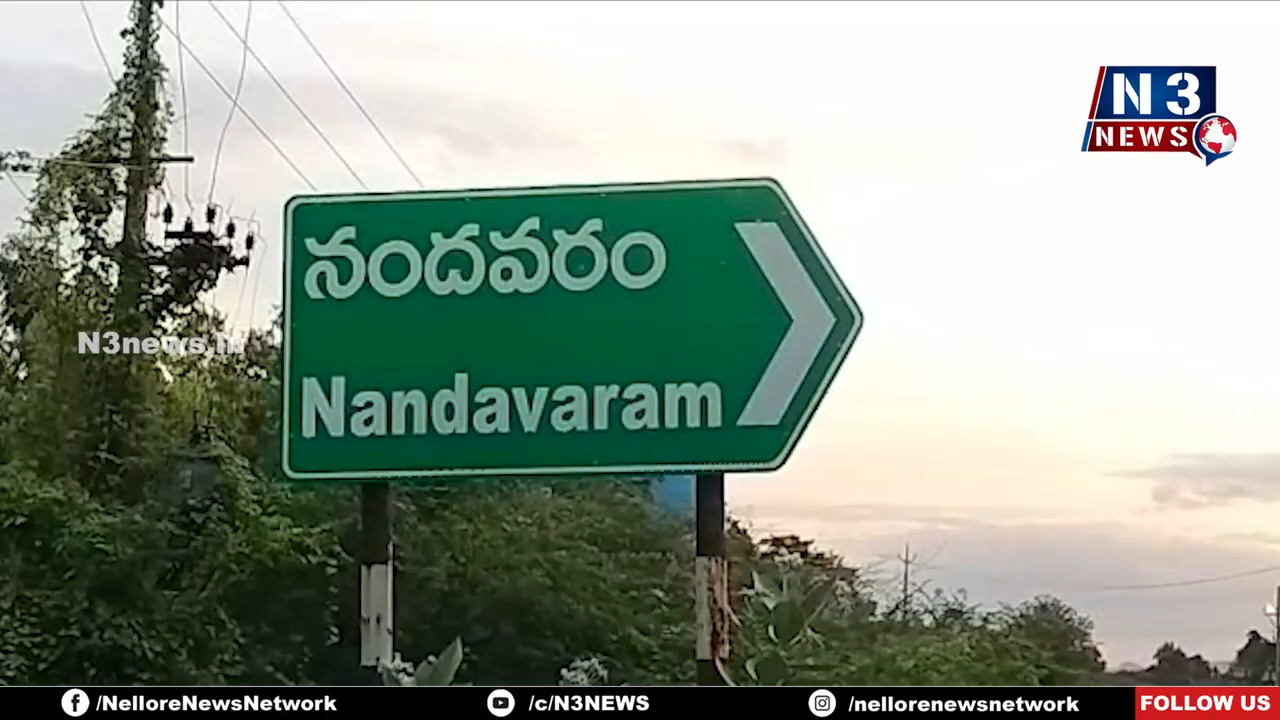 N3
NEWS
నందవరం
N3news.in
Nandavaram
/NelloreNewsNetwork
/c/N3NEWS
/nellorenewsnetwork
FOLLOW US